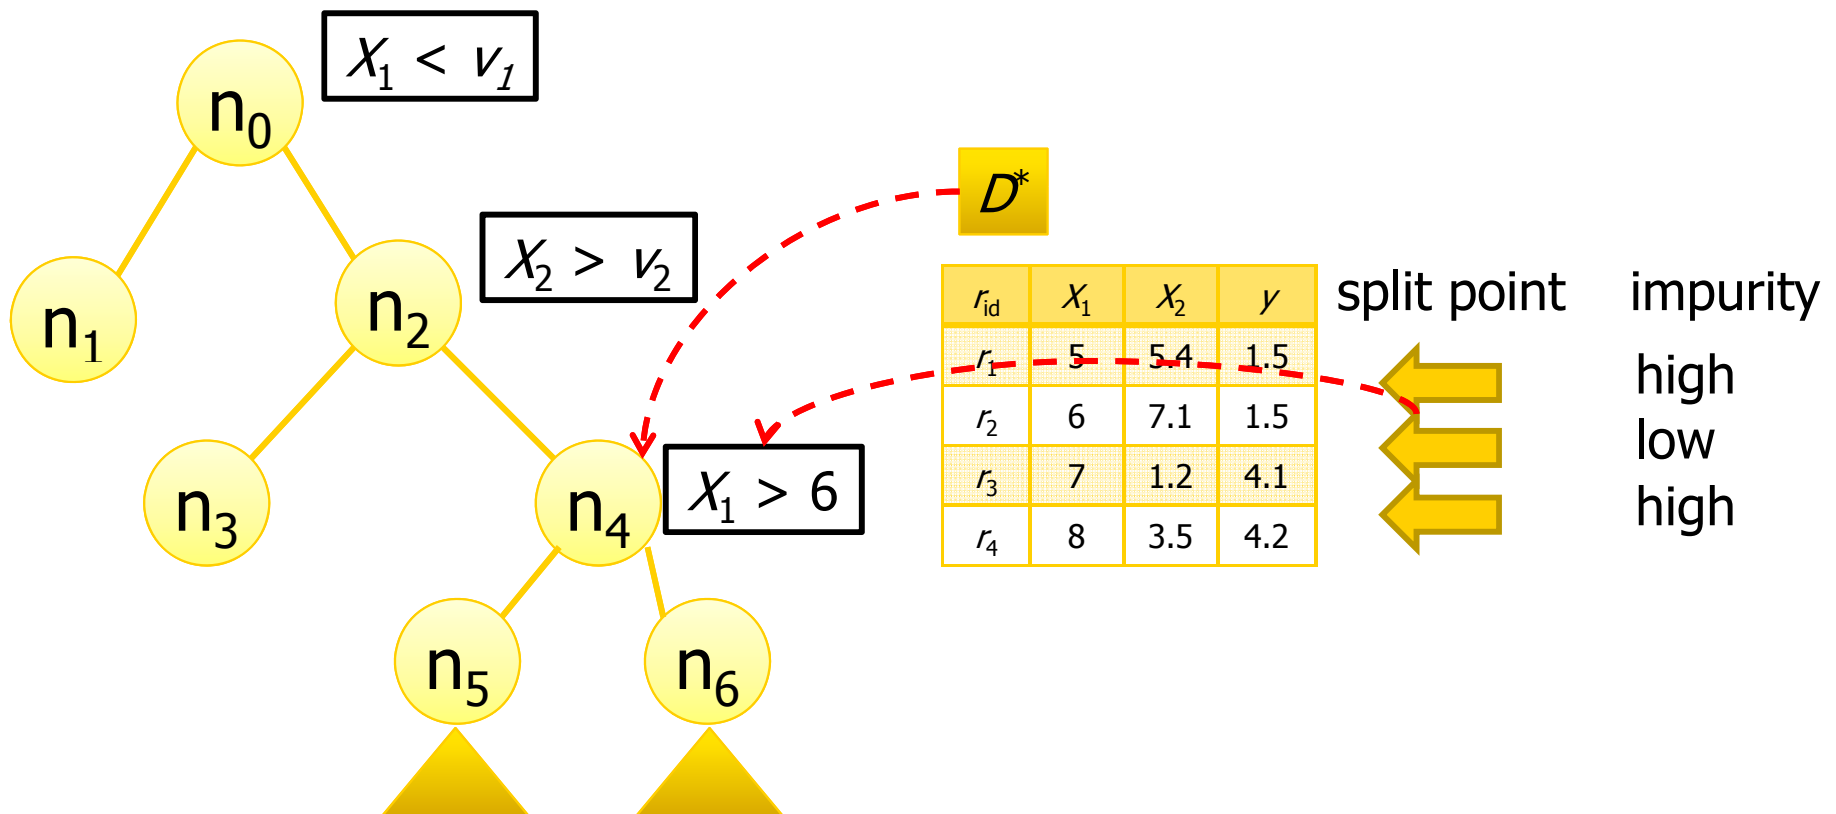 X₁ < v₁
n₀
D*
X₂ > v₂
n₁
n₂
r_id X₁ X₂ y split point impurity
r₁ 5 5.4 1.5 high
r₂ 6 7.1 1.5 low
r₃ 7 1.2 4.1 high
r₄ 8 3.5 4.2
n₃
n₄
X₁ > 6
n₅
n₆